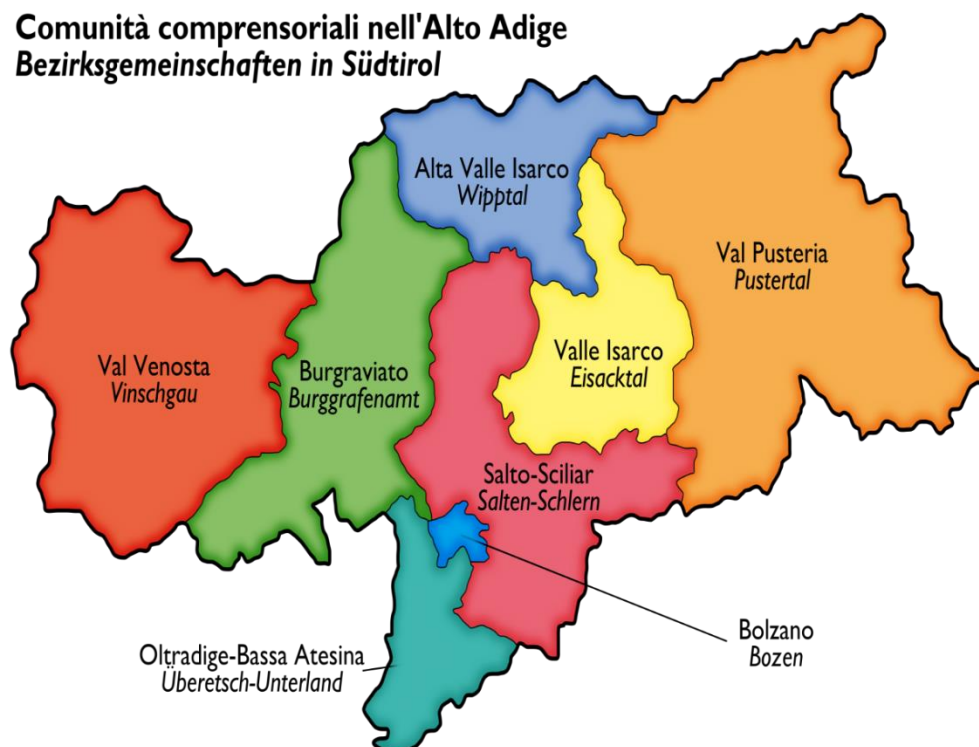 Comunità comprensoriali nell'Alto Adige
Bezirksgemeinschaften in Südtirol
Alta Valle Isarco
Wipptal
Val Pusteria
Pustertal
Val Venosta
Vinschgau
Burgraviato
Burggrafenamt
Valle Isarco
Eisacktal
Salto-Sciliar
Salten-Schlern
Bolzano
Bozen
Oltradige-Bassa Atesina
Überetsch-Unterland